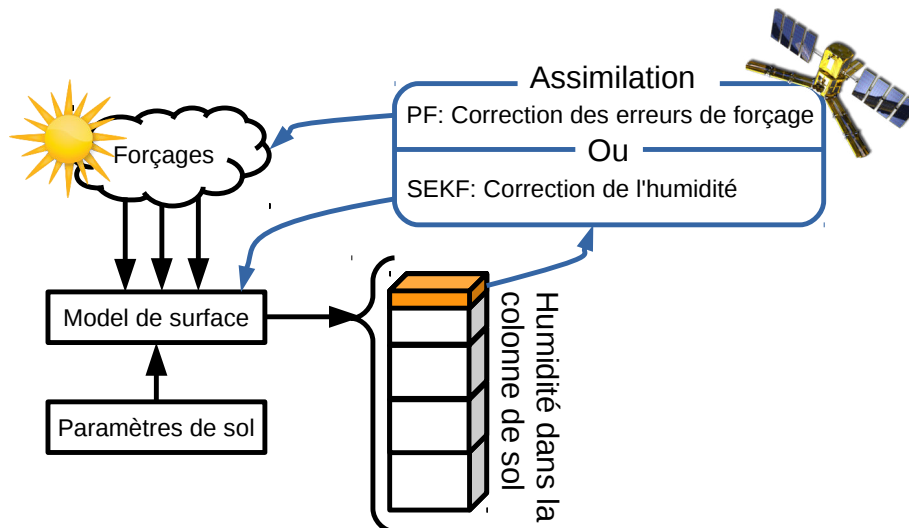 Assimilation
PF: Correction des erreurs de forçage
Ou
SEKF: Correction de l'humidité
Forçages
Model de surface
Paramètres de sol
Humidité dans la
colonne de sol